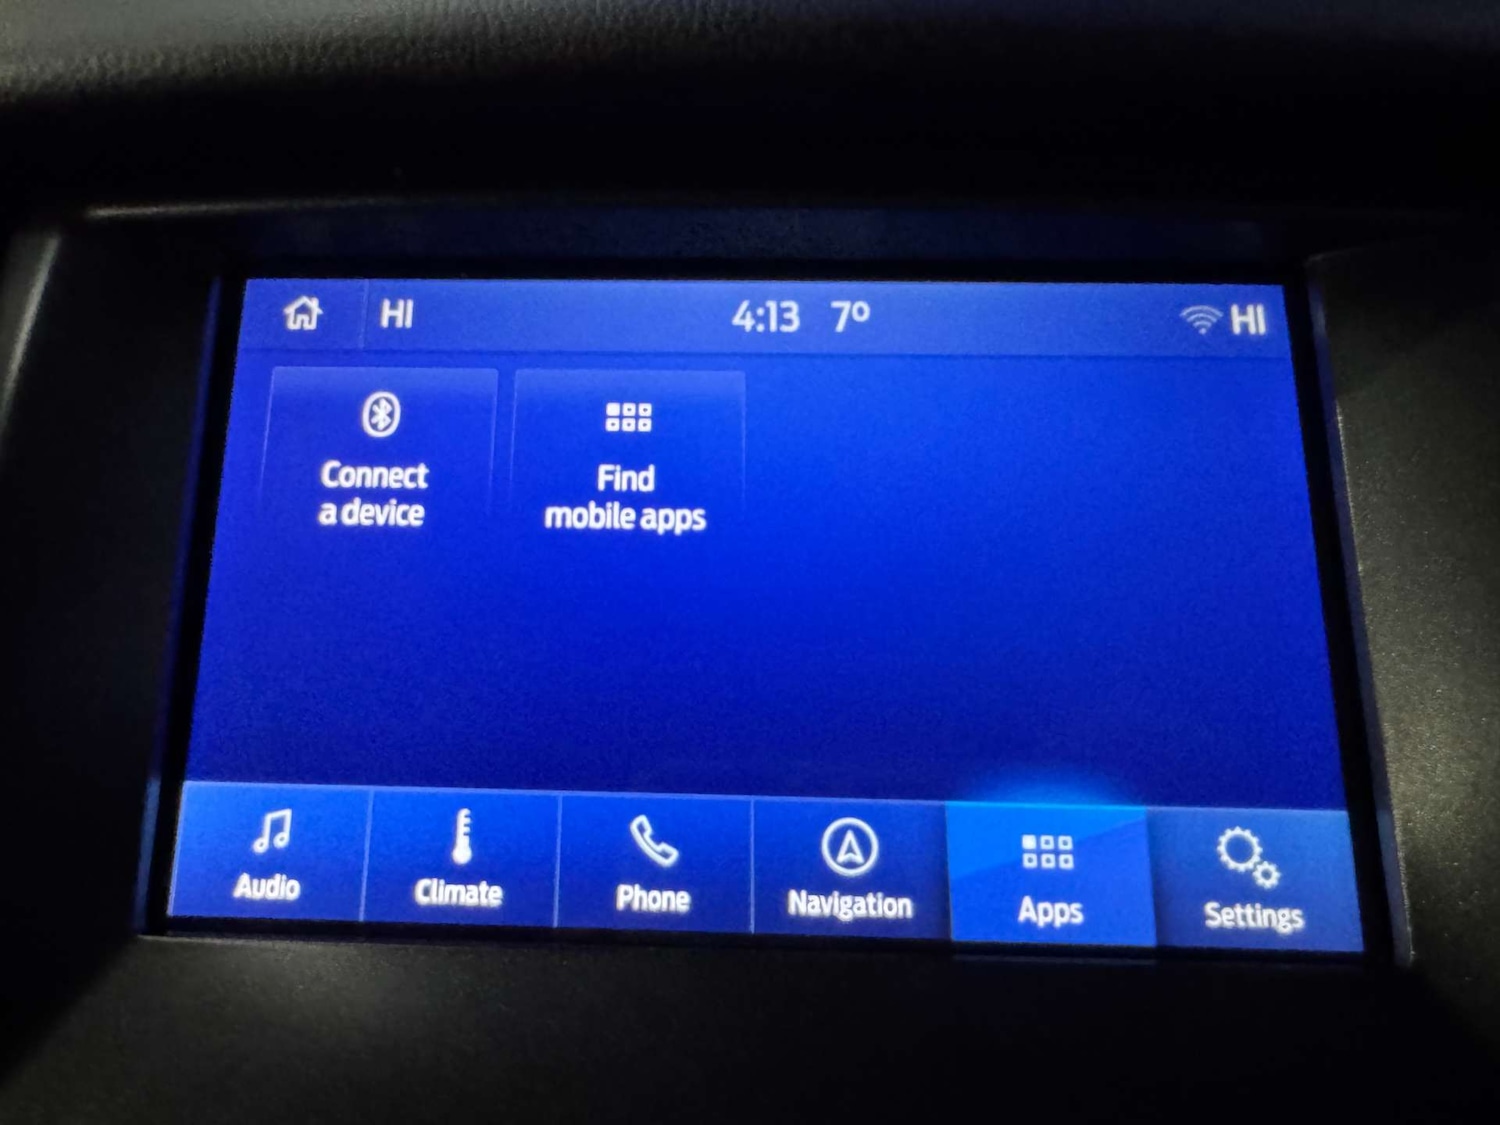 HI 4:13 7° HI
Connect
a device
Find
mobile apps
Audio Climate Phone Navigation Apps Settings